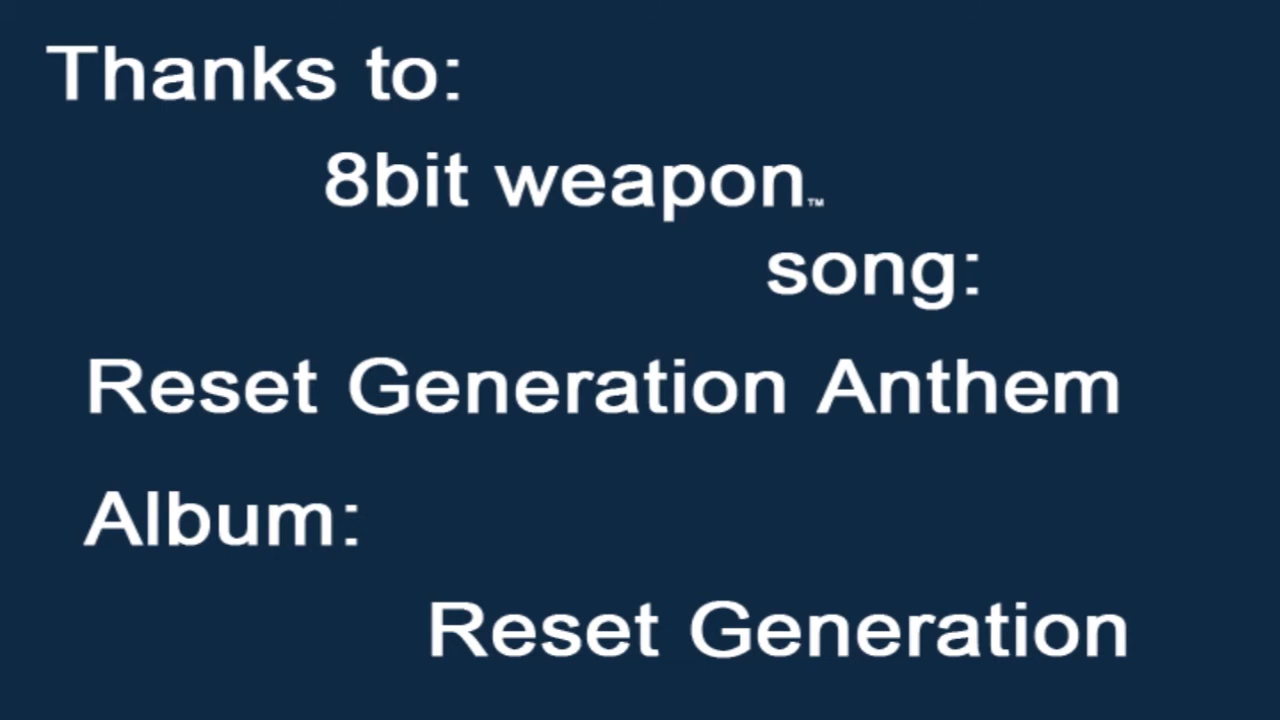 Thanks to:
8bit weapon™
song:
Reset Generation Anthem
Album:
Reset Generation